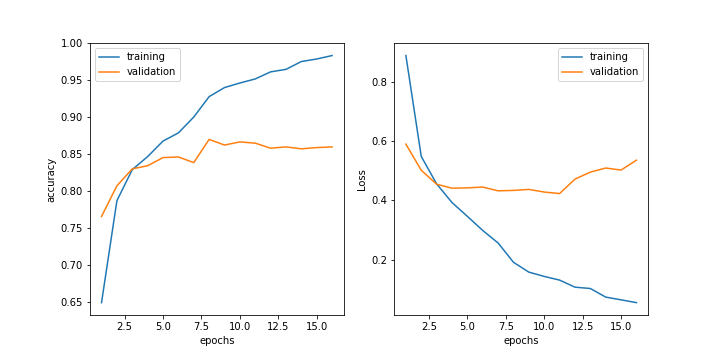 training
validation
accuracy
1.00
0.95
0.90
0.85
0.80
0.75
0.70
0.65
2.5 5.0 7.5 10.0 12.5 15.0
epochs
training
validation
Loss
0.8
0.6
0.4
0.2
2.5 5.0 7.5 10.0 12.5 15.0
epochs